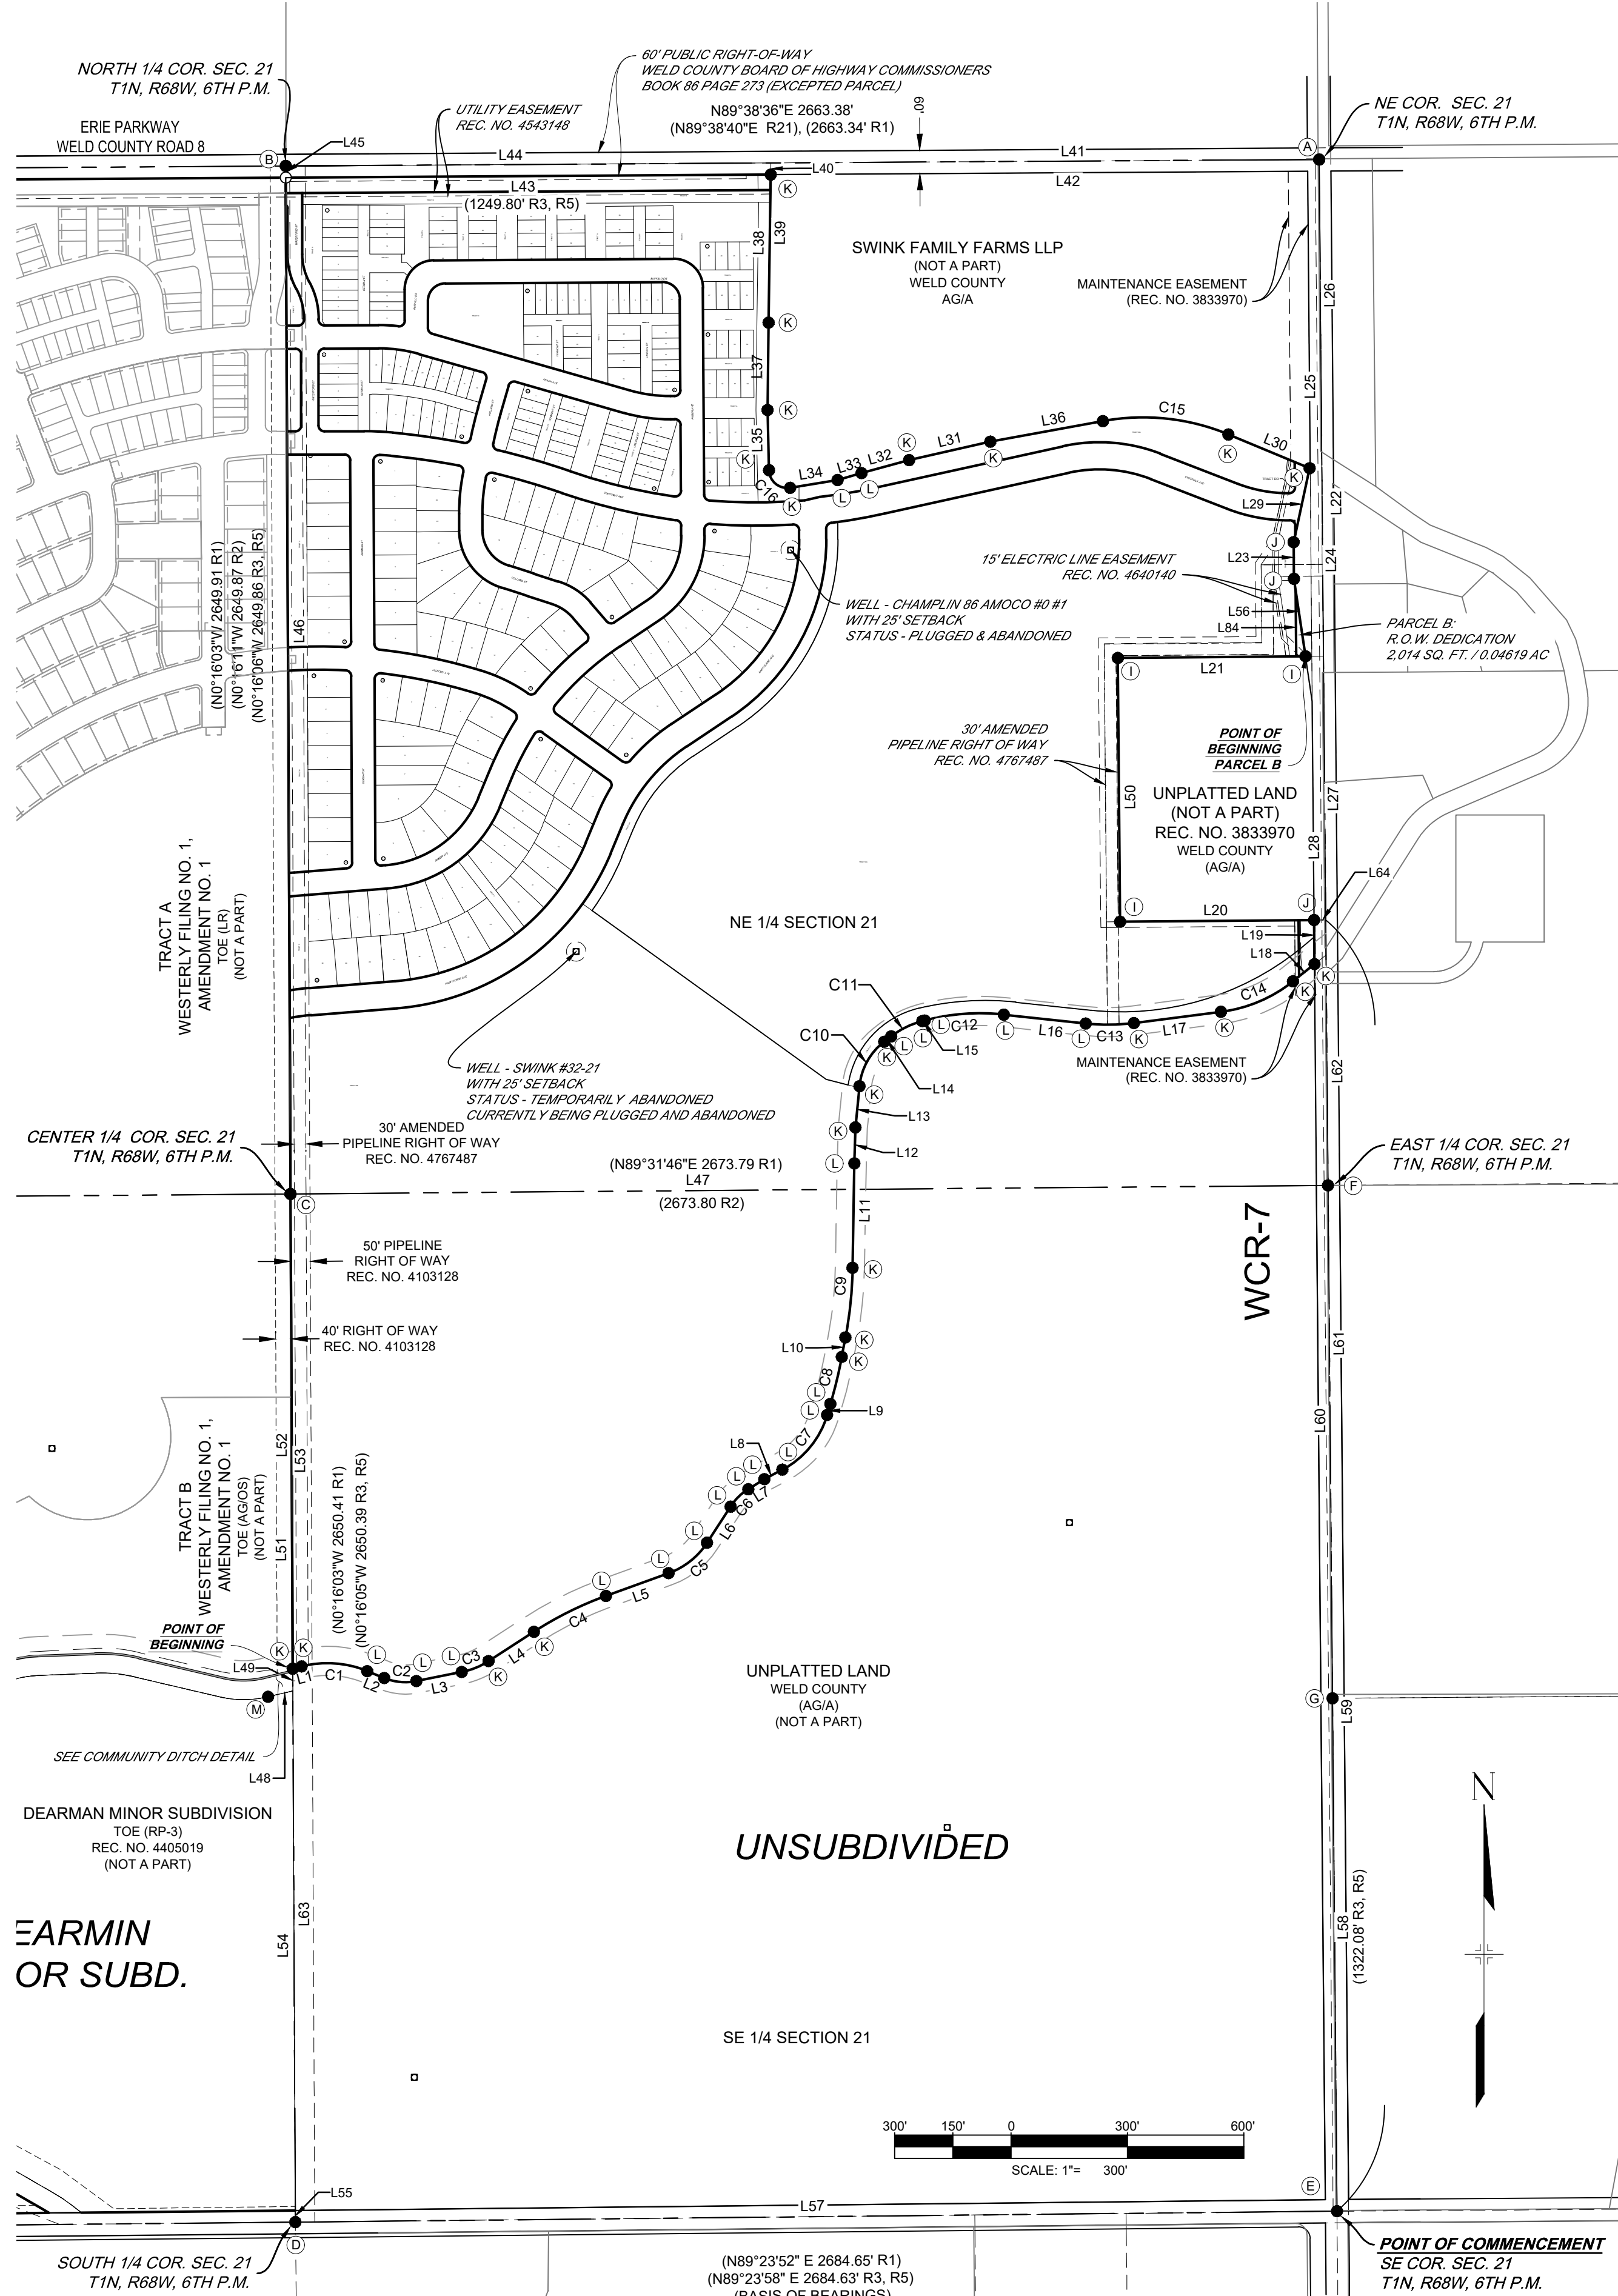 60' PUBLIC RIGHT-OF-WAY
WELD COUNTY BOARD OF HIGHWAY COMMISSIONERS
BOOK 86 PAGE 273 (EXCEPTED PARCEL)
NORTH 1/4 COR. SEC. 21
T1N, R68W, 6TH P.M.
UTILITY EASEMENT
REC. NO. 4543148
N89°38'36"E 2663.38'
(N89°38'40"E R21), (2663.34' R1)
60'
NE COR. SEC. 21
T1N, R68W, 6TH P.M.
ERIE PARKWAY
WELD COUNTY ROAD 8
B
L45
L44
L41
A
L40
L43
K
L42
(1249.80' R3, R5)
L38
L39
SWINK FAMILY FARMS LLP
(NOT A PART)
WELD COUNTY
AG/A
MAINTENANCE EASEMENT
(REC. NO. 3833970)
L26
K
L37
L25
K
L35
K
C16
K
L34
L33
L32
K
L31
K
L36
C15
K
L30
K
L
L
L29
L22
J
L23
L24
J
15' ELECTRIC LINE EASEMENT
REC. NO. 4640140
L56
L84
WELL - CHAMPLIN 86 AMOCO #0 #1
WITH 25' SETBACK
STATUS - PLUGGED & ABANDONED
PARCEL B:
R.O.W. DEDICATION
2,014 SQ. FT. / 0.04619 AC
(N0°16'03"W 2649.91 R1)
(N0°16'11"W 2649.87 R2)
(N0°16'06"W 2649.86 R3, R5)
L46
I
L21
I
30' AMENDED
PIPELINE RIGHT OF WAY
REC. NO. 4767487
POINT OF
BEGINNING
PARCEL B
L50
UNPLATTED LAND
(NOT A PART)
REC. NO. 3833970
WELD COUNTY
(AG/A)
L27
L28
L64
TRACT A
WESTERLY FILING NO. 1,
AMENDMENT NO. 1
TOE (LR)
(NOT A PART)
NE 1/4 SECTION 21
I
L20
J
L19
L18
K
K
C14
C11
C10
L
C12
L
L
L
K
L15
L14
L
L16
L
C13
K
L17
K
MAINTENANCE EASEMENT
(REC. NO. 3833970)
L62
K
L13
K
L12
L
WELL - SWINK #32-21
WITH 25' SETBACK
STATUS - TEMPORARILY ABANDONED
CURRENTLY BEING PLUGGED AND ABANDONED
CENTER 1/4 COR. SEC. 21
T1N, R68W, 6TH P.M.
30' AMENDED
PIPELINE RIGHT OF WAY
REC. NO. 4767487
(N89°31'46"E 2673.79 R1)
L47
(2673.80 R2)
EAST 1/4 COR. SEC. 21
T1N, R68W, 6TH P.M.
C
F
L11
WCR-7
50' PIPELINE
RIGHT OF WAY
REC. NO. 4103128
K
C9
40' RIGHT OF WAY
REC. NO. 4103128
K
L10
K
L61
C8
L
L
L9
L60
TRACT B
WESTERLY FILING NO. 1,
AMENDMENT NO. 1
TOE (AG/OS)
(NOT A PART)
L52
L53
L51
(N0°16'03"W 2650.41 R1)
(N0°16'05"W 2650.39 R3, R5)
C7
L8
L
L
L
L7
C6
L
L6
L
C5
L
L5
L
C4
K
L4
K
C3
L
L3
L
C2
L
L2
C1
L1
POINT OF
BEGINNING
K
K
L49
M
SEE COMMUNITY DITCH DETAIL
L48
UNPLATTED LAND
WELD COUNTY
(AG/A)
(NOT A PART)
G
L59
DEARMAN MINOR SUBDIVISION
TOE (RP-3)
REC. NO. 4405019
(NOT A PART)
N
UNSUBDIVIDED
EARMIN
OR SUBD.
L63
L54
L58
(1322.08' R3, R5)
SE 1/4 SECTION 21
300' 150' 0 300' 600'
SCALE: 1"= 300'
E
L55
L57
D
SOUTH 1/4 COR. SEC. 21
T1N, R68W, 6TH P.M.
(N89°23'52" E 2684.65' R1)
(N89°23'58" E 2684.63' R3, R5)
(BASIS OF BEARINGS)
POINT OF COMMENCEMENT
SE COR. SEC. 21
T1N, R68W, 6TH P.M.